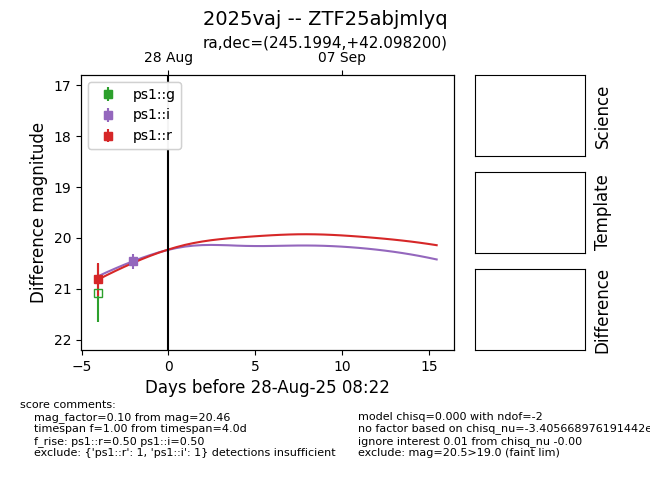 2025vaj -- ZTF25abjmlyq
ra,dec=(245.1994,+42.098200)
28 Aug
07 Sep
ps1::g
ps1::i
ps1::r
17
18
19
20
21
22
Difference magnitude
−5
0
5
10
15
Days before 28-Aug-25 08:22
Science
Template
Difference
score comments:
mag_factor=0.10 from mag=20.46
timespan f=1.00 from timespan=4.0d
f_rise: ps1::r=0.50 ps1::i=0.50
exclude: {'ps1::r': 1, 'ps1::i': 1} detections insufficient
model chisq=0.000 with ndof=-2
no factor based on chisq_nu=-3.405668976191442e
ignore interest 0.01 from chisq_nu -0.00
exclude: mag=20.5>19.0 (faint lim)